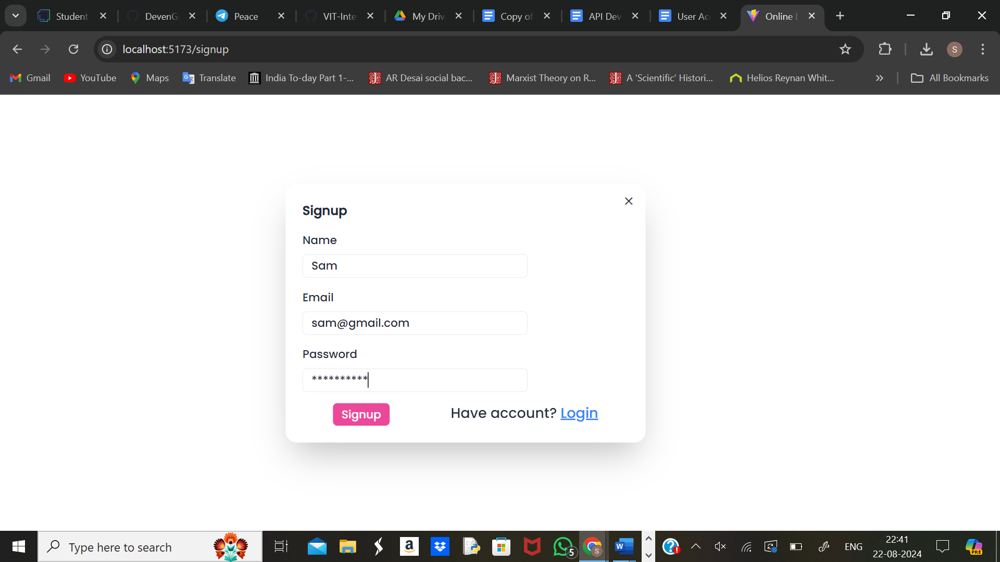 Student DevenG Peace VIT-Inte My Driv Copy of API Dev User Ac Online L
localhost:5173/signup S
Gmail YouTube Maps Translate India To-day Part 1-... AR Desai social bac... Marxist Theory on R... A 'Scientific' Histori... Helios Reynan Whit... All Bookmarks
Signup
Name
Sam
Email
sam@gmail.com
Password
**********
Signup Have account? Login
Type here to search a 5 S W ENG 22:41 PRE
22-08-2024